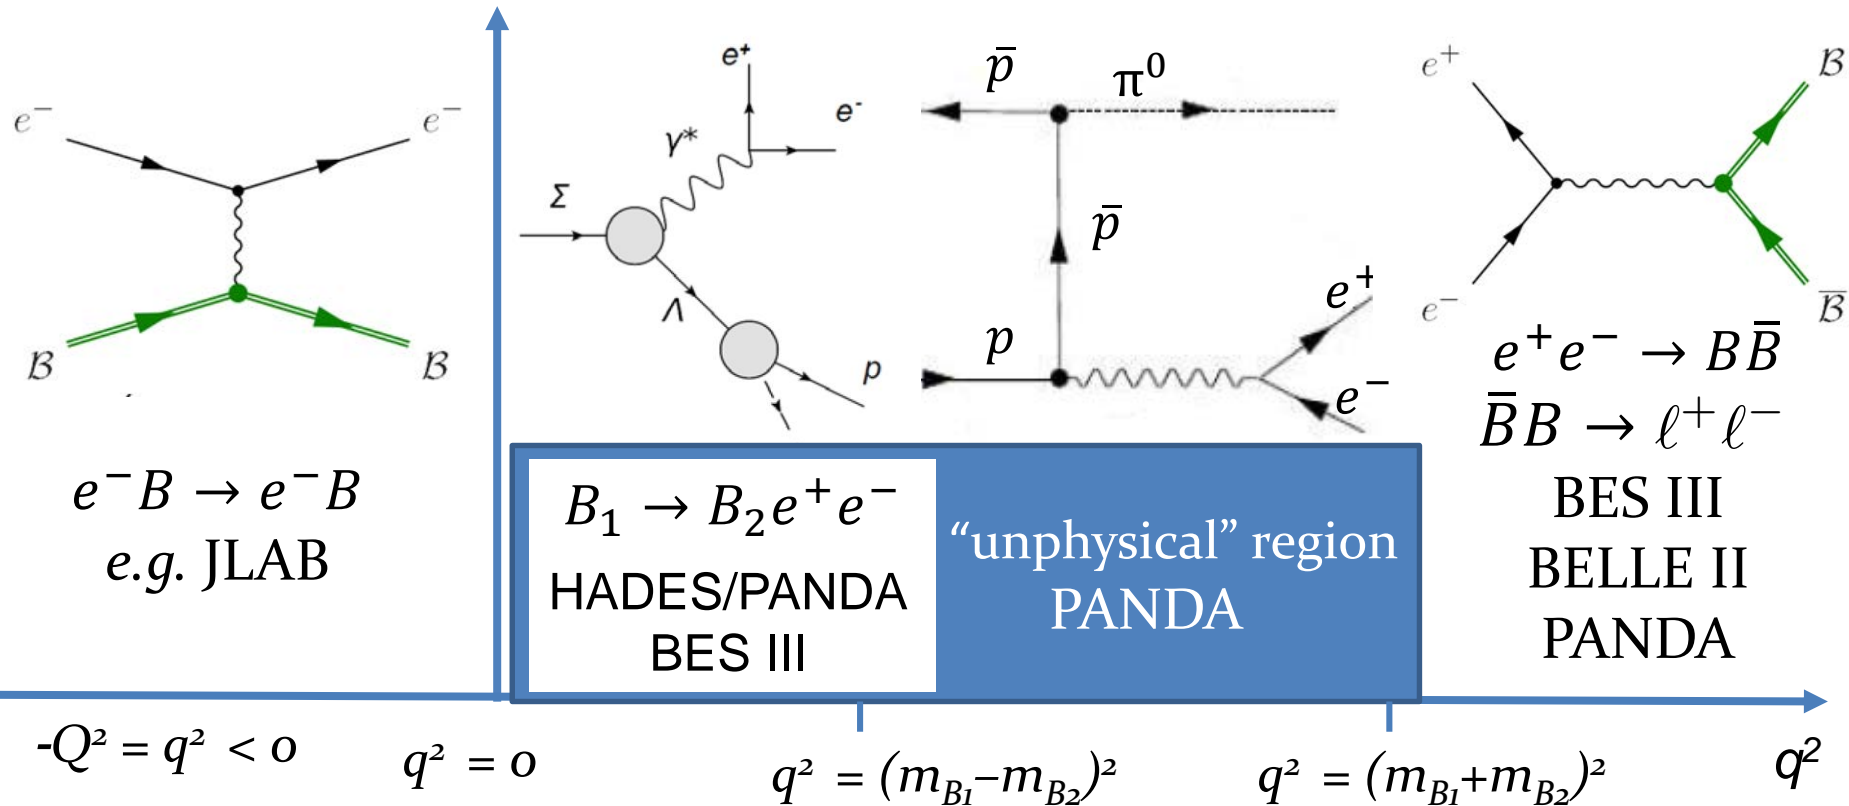 e⁻ e⁻
ℬ ℬ
e⁻B → e⁻B
e.g. JLAB
e⁺
e⁻
γ*
Σ
Λ
p
p̄ π⁰
p̄
p
e⁺
e⁻
B₁ → B₂e⁺e⁻
HADES/PANDA
BES III
“unphysical” region
PANDA
e⁺ ℬ
e⁻ ℬ̅
e⁺e⁻ → BB̄
B̄B → ℓ⁺ℓ⁻
BES III
BELLE II
PANDA
-Q² = q² < 0
q² = 0
q² = (m_B₁−m_B₂)²
q² = (m_B₁+m_B₂)²
q²